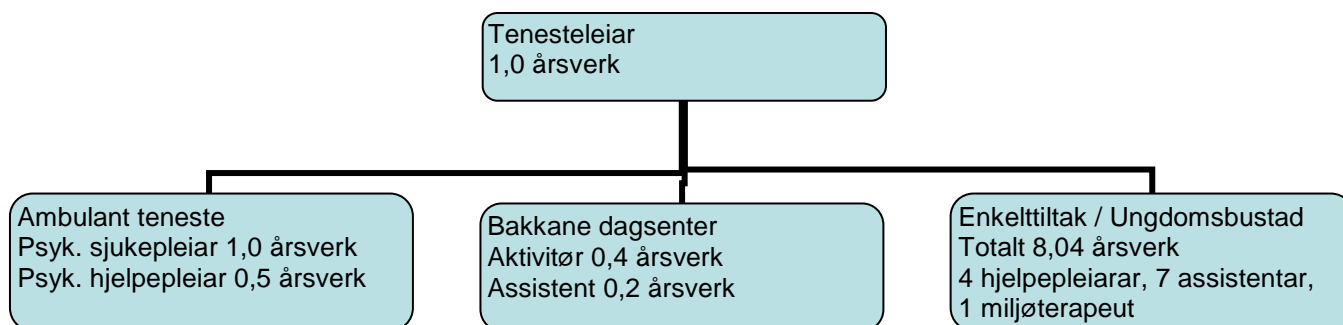 Tenesteleiar
1,0 årsverk
Ambulant teneste
Psyk. sjukepleiar 1,0 årsverk
Psyk. hjelpepleiar 0,5 årsverk
Bakkane dagsenter
Aktivitør 0,4 årsverk
Assistent 0,2 årsverk
Enkelttiltak / Ungdomsbustad
Totalt 8,04 årsverk
4 hjelpepleiarar, 7 assistentar,
1 miljøterapeut